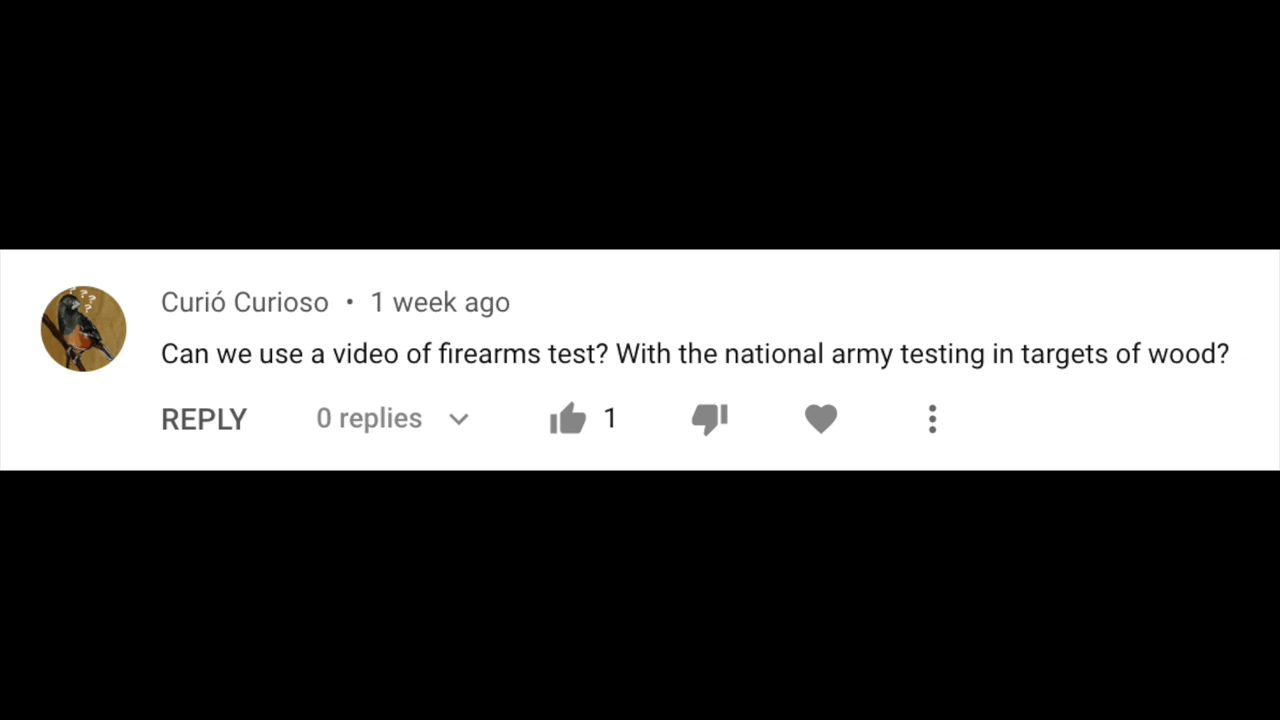 Curió Curioso • 1 week ago
Can we use a video of firearms test? With the national army testing in targets of wood?
REPLY 0 replies 1